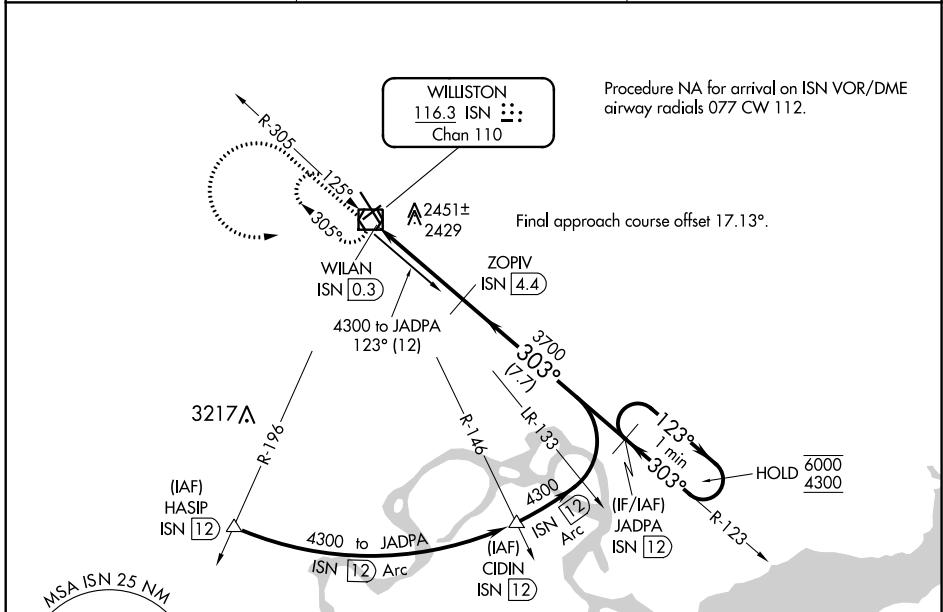 WILLISTON
116.3 ISN
Chan 110
Procedure NA for arrival on ISN VOR/DME
airway radials 077 CW 112.
R-305
125°
305°
2451±
2429
Final approach course offset 17.13°.
WILAN
ISN 0.3
ZOPIV
ISN 4.4
4300 to JADPA
123° (12)
3700
303°
(7.7)
3217
R-196
R-146
LR-133
123°
1 min
303°
HOLD 6000
4300
(IAF)
HASIP
ISN 12
4300 to JADPA
ISN 12 Arc
(IAF)
CIDIN
ISN 12
4300
ISN 12
Arc
(IF/IAF)
JADPA
ISN 12
R-123
MSA ISN 25 NM